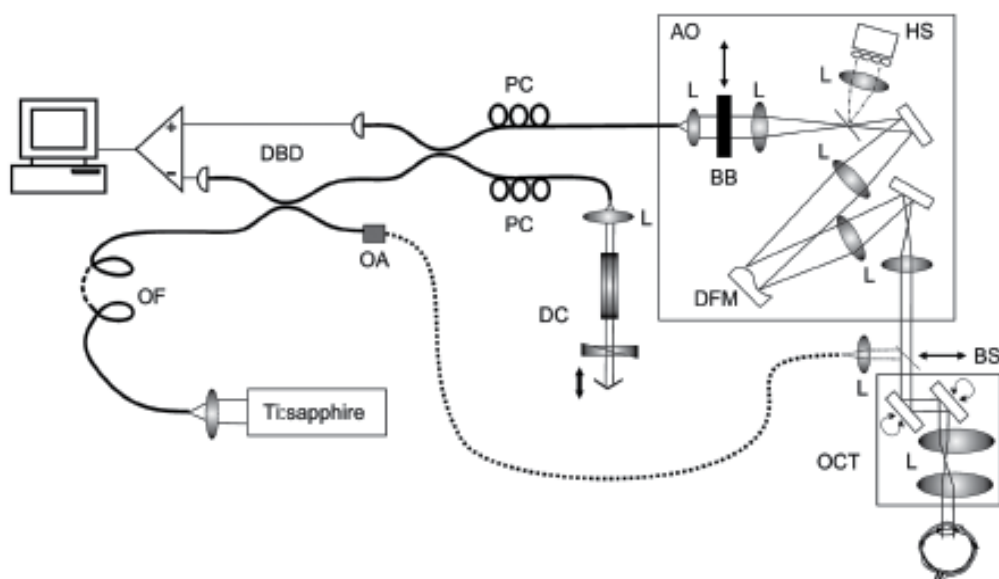 AO
HS
L
PC
L
L
DBD
BB
L
PC
L
OA
DFM
L
OF
DC
BS
L
Ti:sapphire
OCT
L
+
−